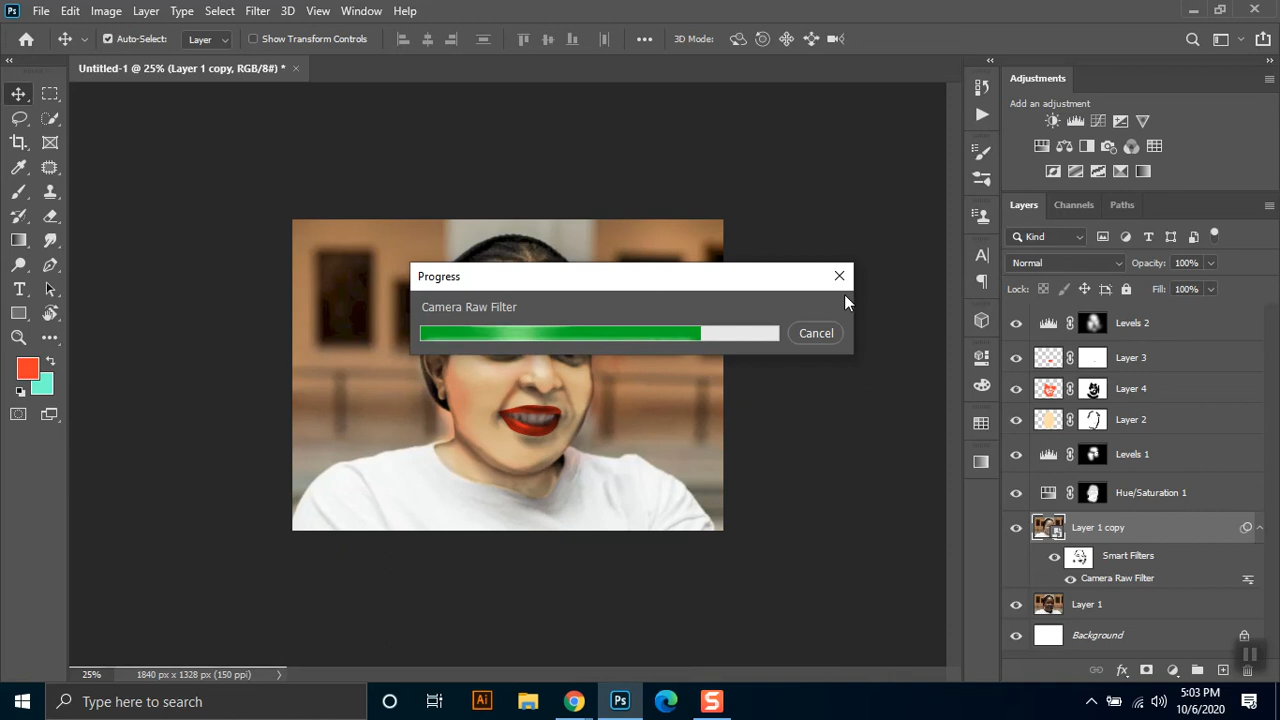 Ps File Edit Image Layer Type Select Filter 3D View Window Help
Auto-Select: Layer Show Transform Controls 3D Mode:
Untitled-1 @ 25% (Layer 1 copy, RGB/8#) *
Adjustments
Add an adjustment
Layers Channels Paths
Kind
Normal Opacity: 100%
Lock: Fill: 100%
Progress
Camera Raw Filter
Cancel
Levels 2
Layer 3
Layer 4
Layer 2
Levels 1
Hue/Saturation 1
Layer 1 copy
Smart Filters
Camera Raw Filter
Layer 1
Background
25% 1840 px x 1328 px (150 ppi)
fx
Type here to search
Ai
Ps
S
5:03 PM
10/6/2020